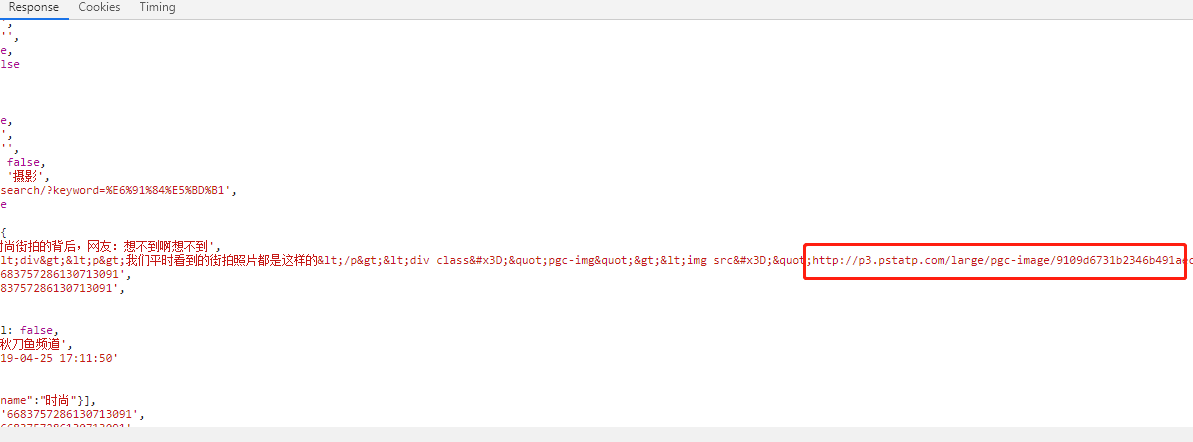 Response Cookies Timing
',
'',
e,
lse
e,
',
'',
false,
'摄影',
search/?keyword=%E6%91%84%E5%BD%B1',
e
{
时尚街拍的背后，网友：想不到啊想不到',
lt;div&gt;&lt;p&gt;我们平时看到的街拍照片都是这样的&lt;/p&gt;&lt;div class&#x3D;&quot;pgc-img&quot;&gt;&lt;img src&#x3D;&quot;http://p3.pstatp.com/large/pgc-image/9109d6731b2346b491aec
6683757286130713091',
83757286130713091',
l: false,
秋刀鱼频道',
19-04-25 17:11:50'
name":"时尚"}],
'6683757286130713091',
6683757286130713091'